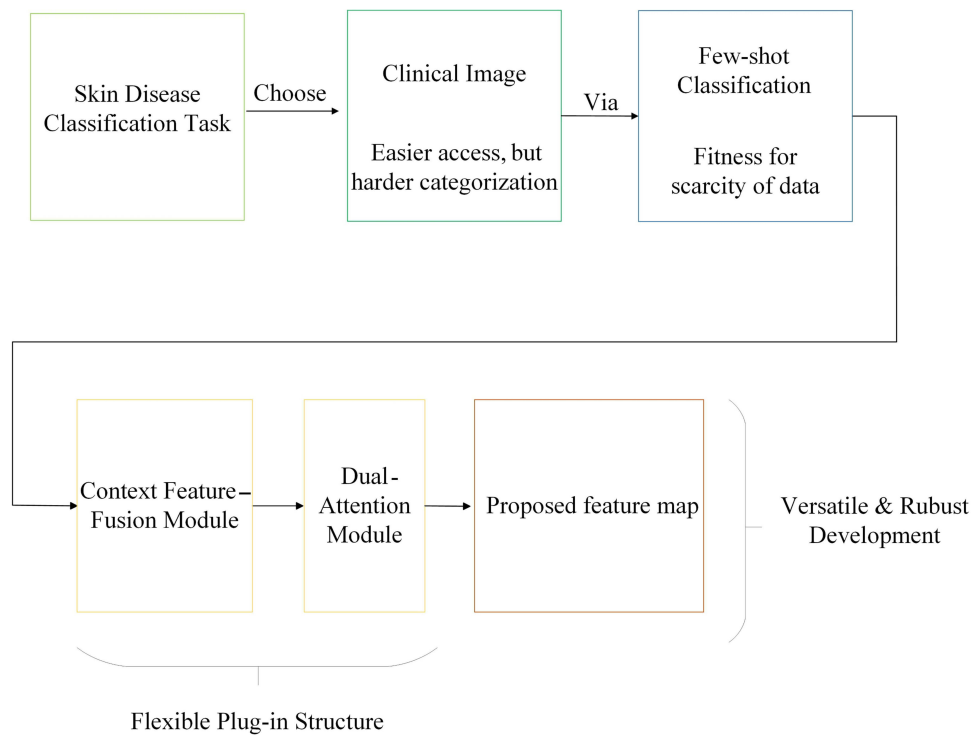 Skin Disease
Classification Task
Choose
Clinical Image
Easier access, but
harder categorization
Via
Few-shot
Classification
Fitness for
scarcity of data
Context Feature–
Fusion Module
Dual-
Attention
Module
Proposed feature map
Versatile & Rubust
Development
Flexible Plug-in Structure